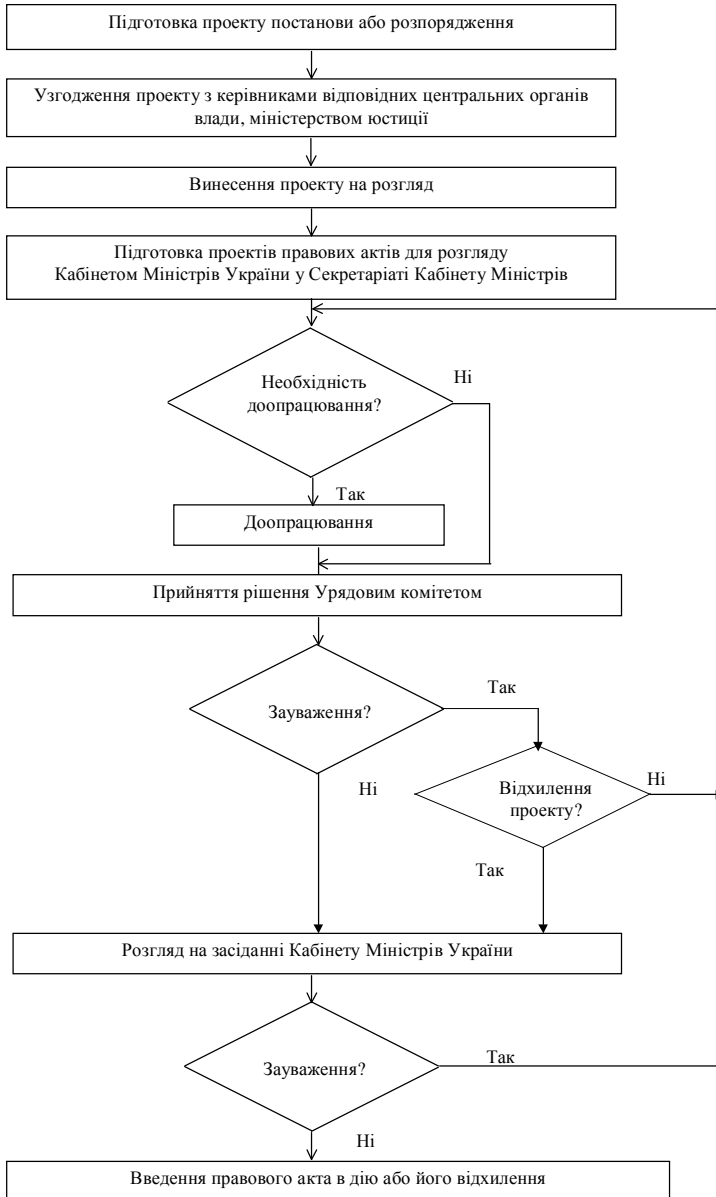 Підготовка проекту постанови або розпорядження
Узгодження проекту з керівниками відповідних центральних органів
влади, міністерством юстиції
Винесення проекту на розгляд
Підготовка проектів правових актів для розгляду
Кабінетом Міністрів України у Секретаріаті Кабінету Міністрів
Необхідність
доопрацювання?
Ні
Так
Доопрацювання
Прийняття рішення Урядовим комітетом
Зауваження?
Так
Ні
Відхилення
проекту?
Ні
Так
Розгляд на засіданні Кабінету Міністрів України
Зауваження?
Так
Ні
Введення правового акта в дію або його відхилення